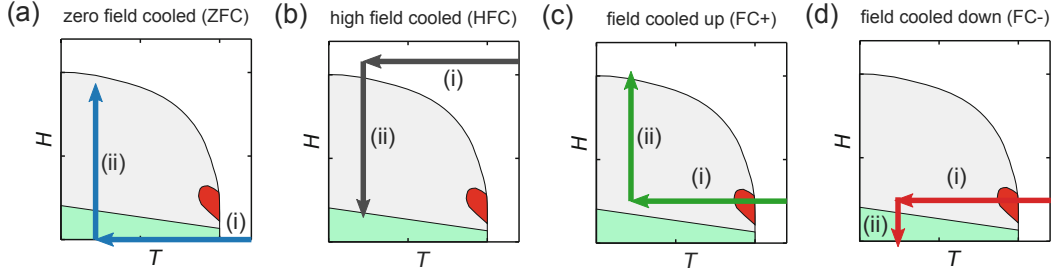 (a) zero field cooled (ZFC)
H
(ii)
(i)
T
(b) high field cooled (HFC)
H
(i)
(ii)
T
(c) field cooled up (FC+)
H
(ii)
(i)
T
(d) field cooled down (FC-)
H
(i)
(ii)
T